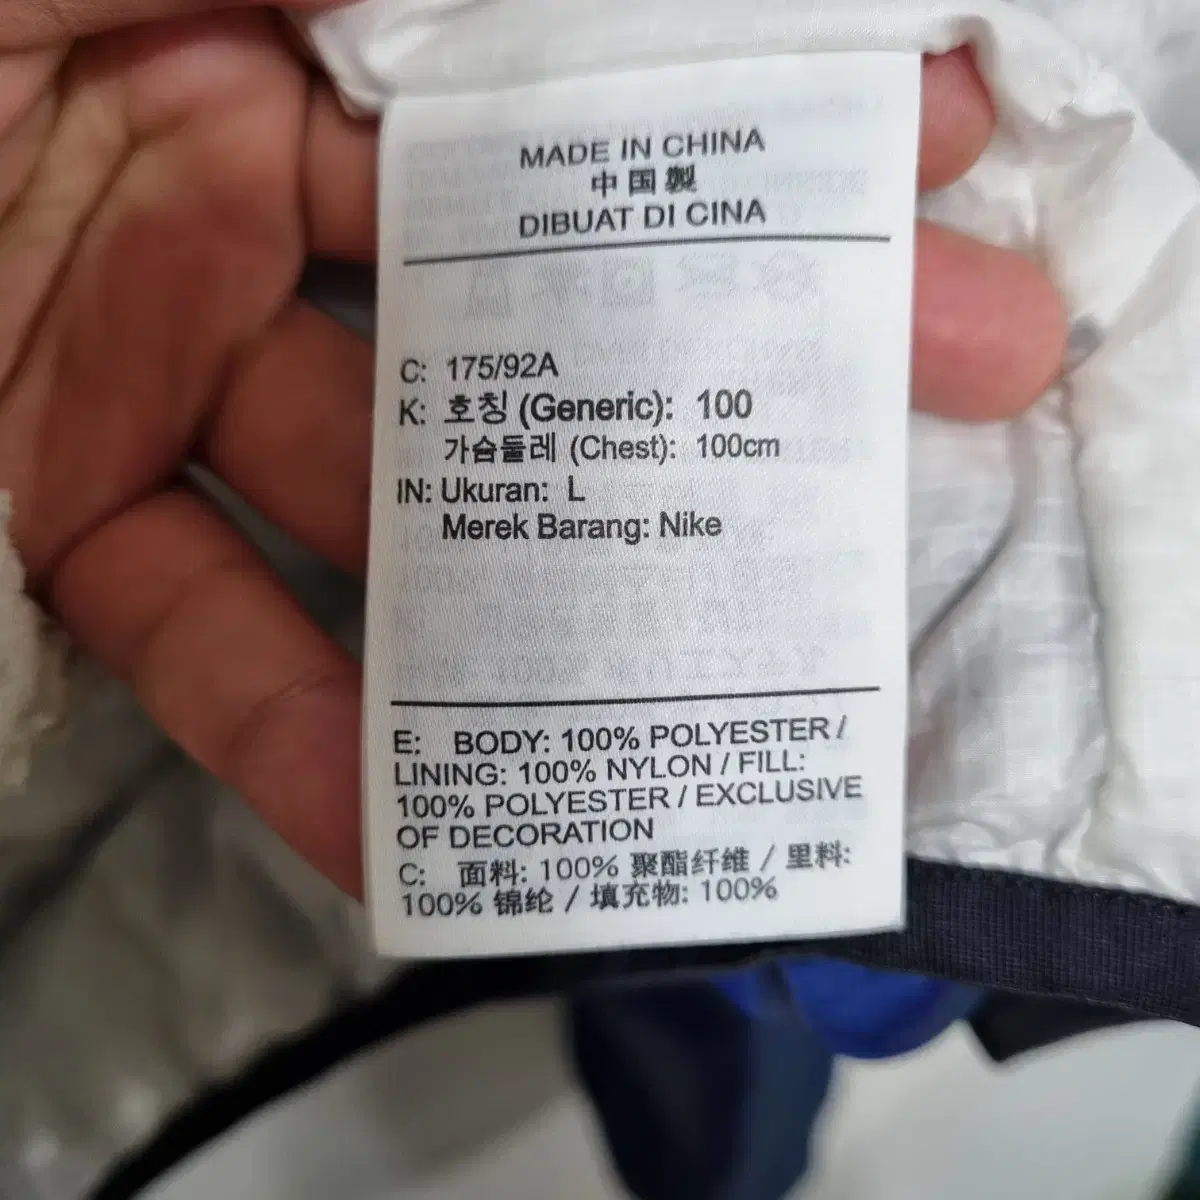 MADE IN CHINA
中国製
DIBUAT DI CINA
C: 175/92A
K: 호칭 (Generic): 100
가슴둘레 (Chest): 100cm
IN: Ukuran: L
Merek Barang: Nike
E: BODY: 100% POLYESTER /
LINING: 100% NYLON / FILL:
100% POLYESTER / EXCLUSIVE
OF DECORATION
C: 面料: 100% 聚酯纤维 / 里料:
100% 锦纶 / 填充物: 100%